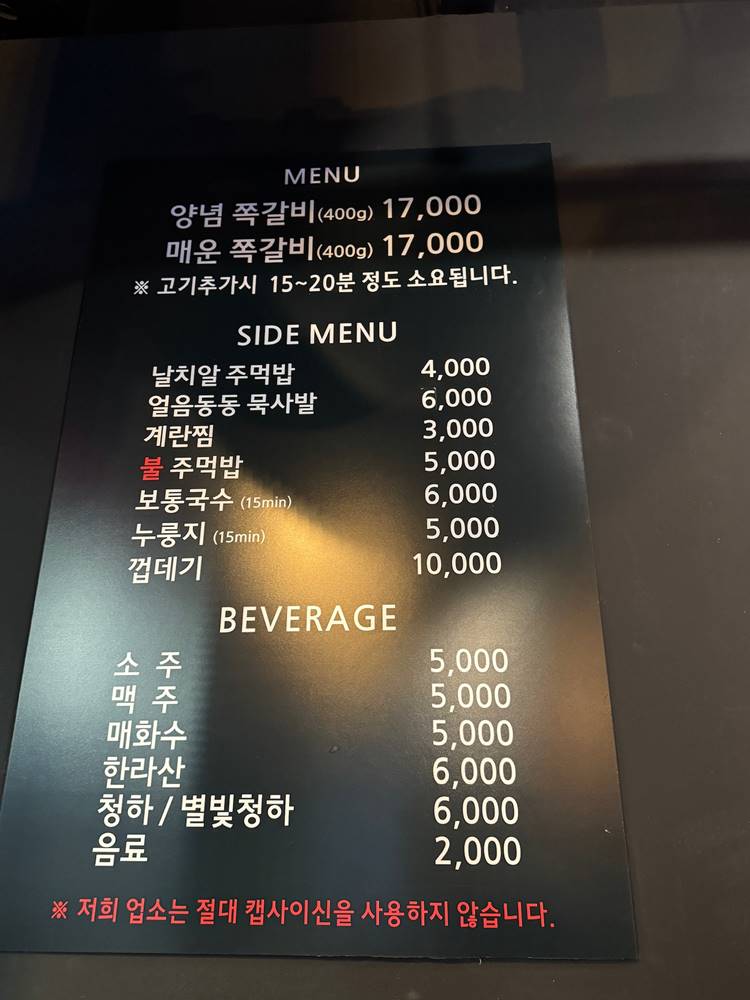 MENU
양념 쪽갈비(400g) 17,000
매운 쪽갈비(400g) 17,000
※ 고기추가시 15~20분 정도 소요됩니다.
SIDE MENU
날치알 주먹밥 4,000
얼음동동 묵사발 6,000
계란찜 3,000
불 주먹밥 5,000
보통국수 (15min) 6,000
누룽지 (15min) 5,000
껍데기 10,000
BEVERAGE
소 주 5,000
맥 주 5,000
매화수 5,000
한라산 6,000
청하 / 별빛청하 6,000
음료 2,000
※ 저희 업소는 절대 캡사이신을 사용하지 않습니다.